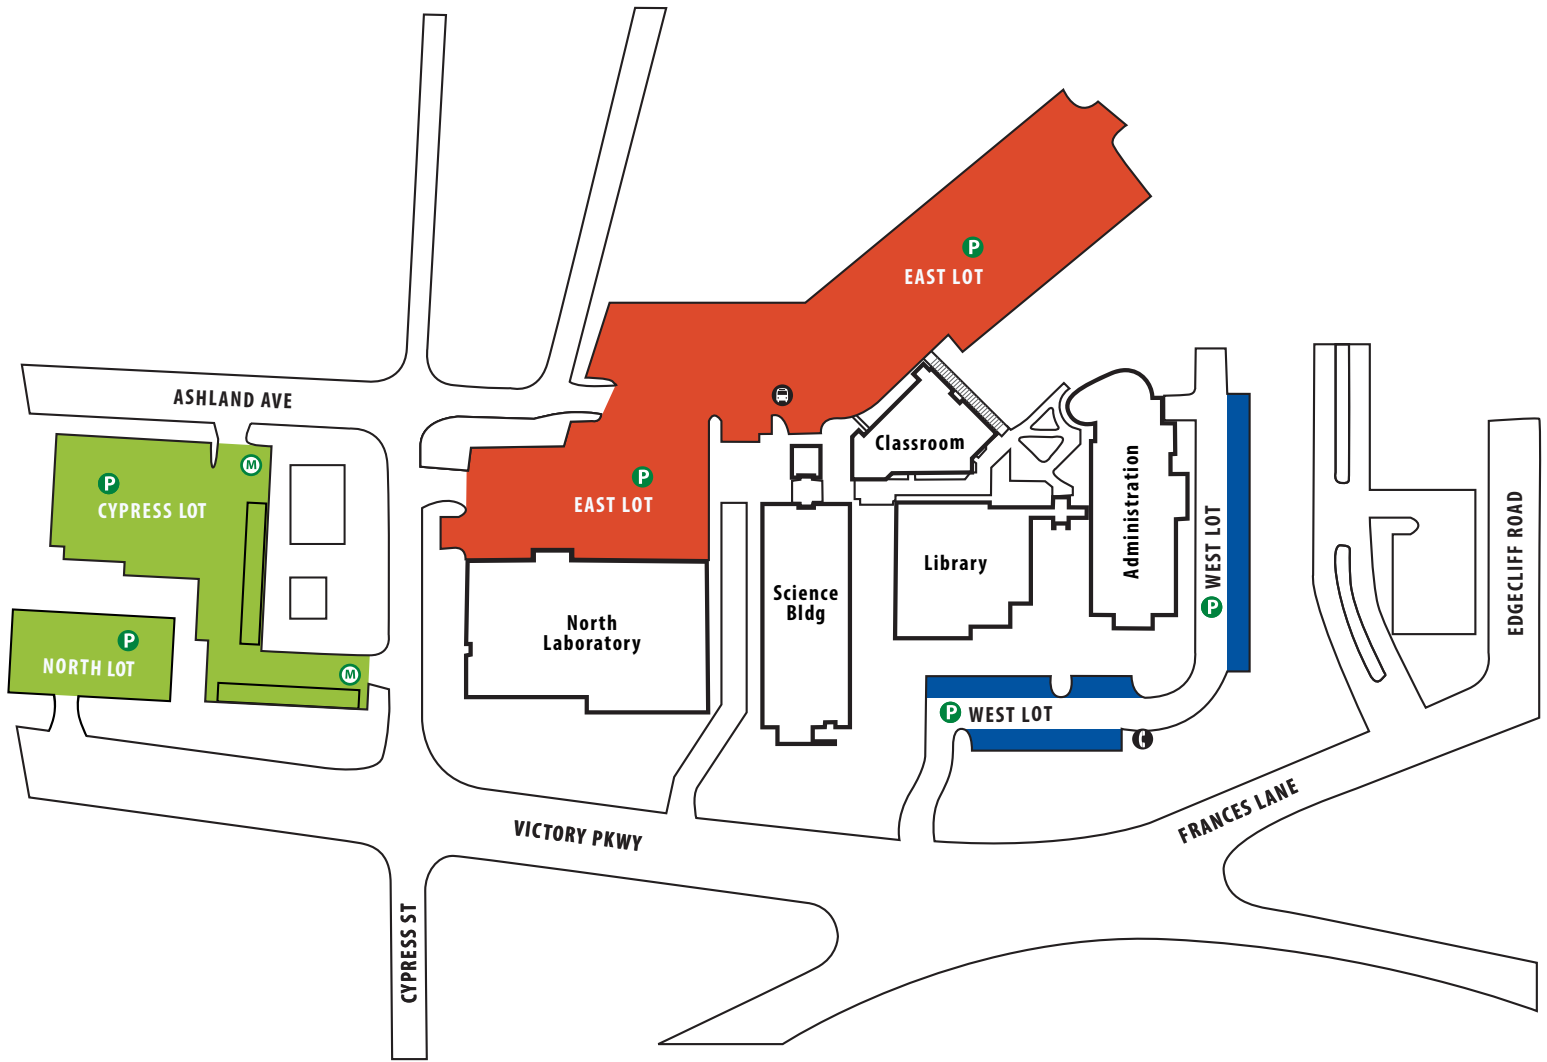 P
EAST LOT
ASHLAND AVE
Classroom
M
P
CYPRESS LOT
P
EAST LOT
Administration
WEST LOT
P
EDGECLIFF ROAD
Library
Science
Bldg
North
Laboratory
P
NORTH LOT
M
P
WEST LOT
FRANCES LANE
VICTORY PKWY
CYPRESS ST